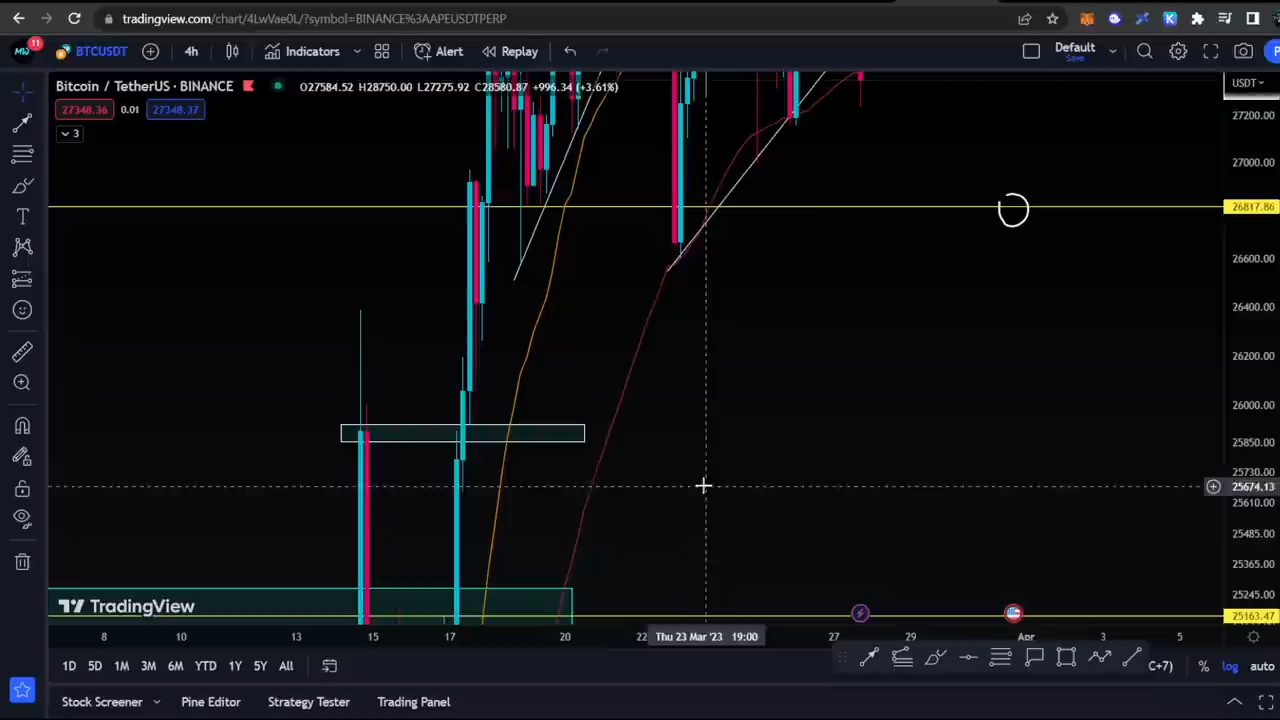 tradingview.com/chart/4LwVae0L/?symbol=BINANCE%3AAPEUSDTPERP
11
BTCUSDT 4h Indicators Alert Replay Default
Save
Bitcoin / TetherUS · BINANCE O27584.52 H28750.00 L27275.92 C28580.87 +996.34 (+3.61%) USDT
27348.36 0.01 27348.37
3
27200.00
27000.00
26817.86
26600.00
26400.00
26200.00
26000.00
25850.00
25730.00
25674.13
25610.00
25485.00
25365.00
25245.00
TradingView
25163.47
8 10 13 15 17 20 22 Thu 23 Mar '23 19:00 27 29 Apr 3 5
1D 5D 1M 3M 6M YTD 1Y 5Y All C+7) % log auto
Stock Screener Pine Editor Strategy Tester Trading Panel